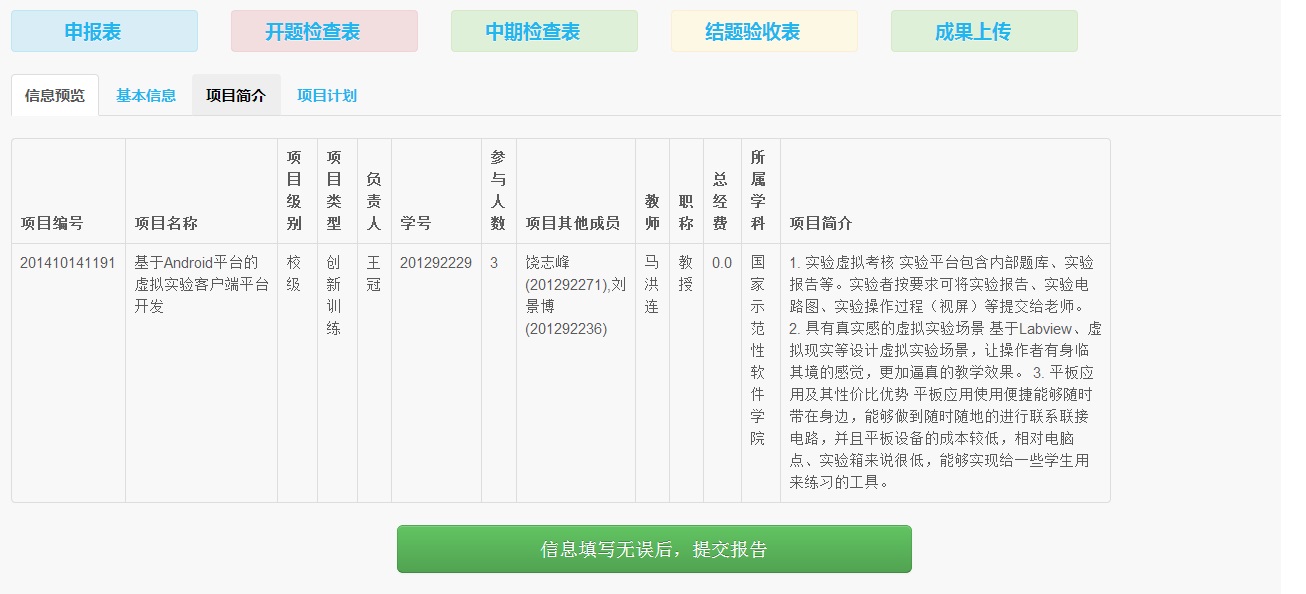 申报表
开题检查表
中期检查表
结题验收表
成果上传
信息预览
基本信息
项目简介
项目计划
项目编号
项目名称
项
目
级
别
项
目
类
型
负
责
人
学号
参
与
人
数
项目其他成员
教
师
职
称
总
经
费
所
属
学
科
项目简介
201410141191
基于Android平台的
虚拟实验客户端平台
开发
校
级
创
新
训
练
王
冠
201292229
3
饶志峰
(201292271),刘
景博
(201292236)
马
洪
连
教
授
0.0
国
家
示
范
性
软
件
学
院
1. 实验虚拟考核 实验平台包含内部题库、实验
报告等。实验者按要求可将实验报告、实验电
路图、实验操作过程（视屏）等提交给老师。
2. 具有真实感的虚拟实验场景 基于Labview、虚
拟现实等设计虚拟实验场景，让操作者有身临
其境的感觉，更加逼真的教学效果。 3. 平板应
用及其性价比优势 平板应用使用便捷能够随时
带在身边，能够做到随时随地的进行联系联接
电路，并且平板设备的成本较低，相对电脑
点、实验箱来说很低，能够实现给一些学生用
来练习的工具。
信息填写无误后，提交报告